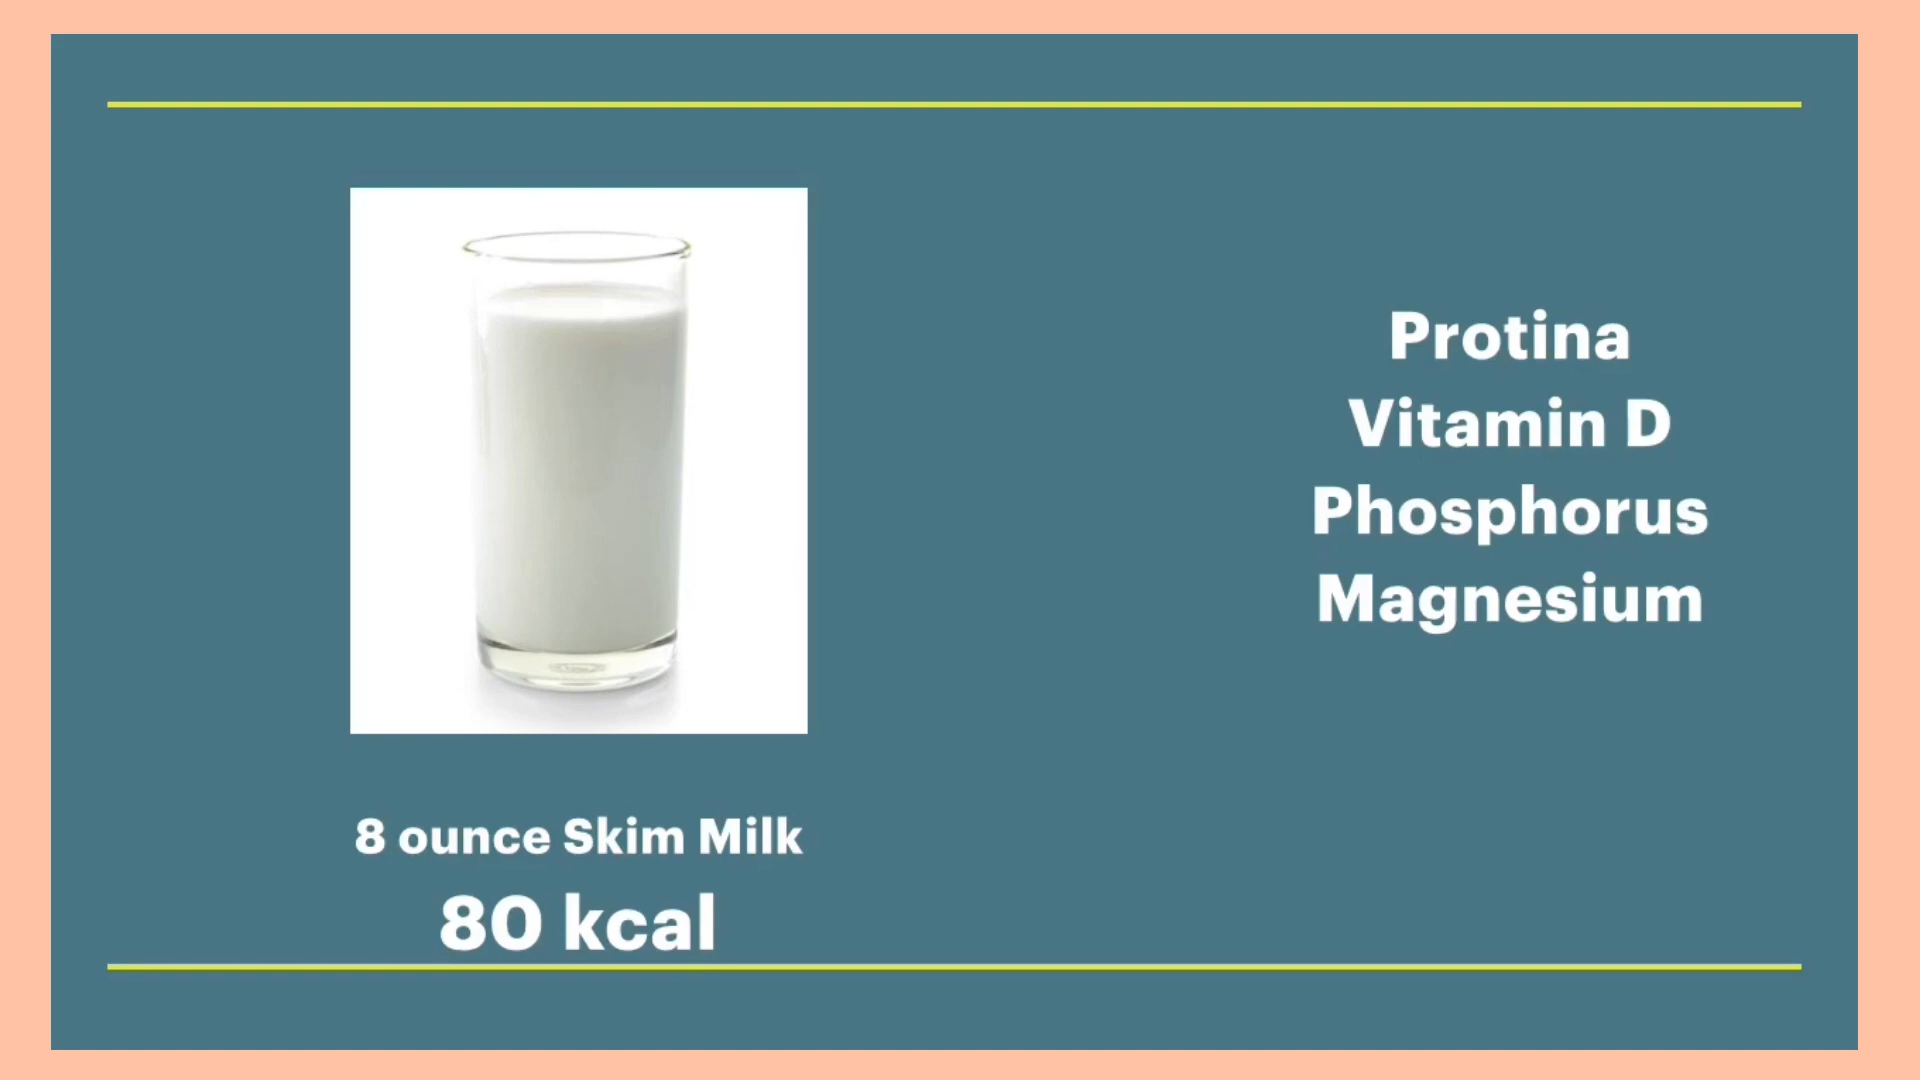 Protina
Vitamin D
Phosphorus
Magnesium
8 ounce Skim Milk
80 kcal